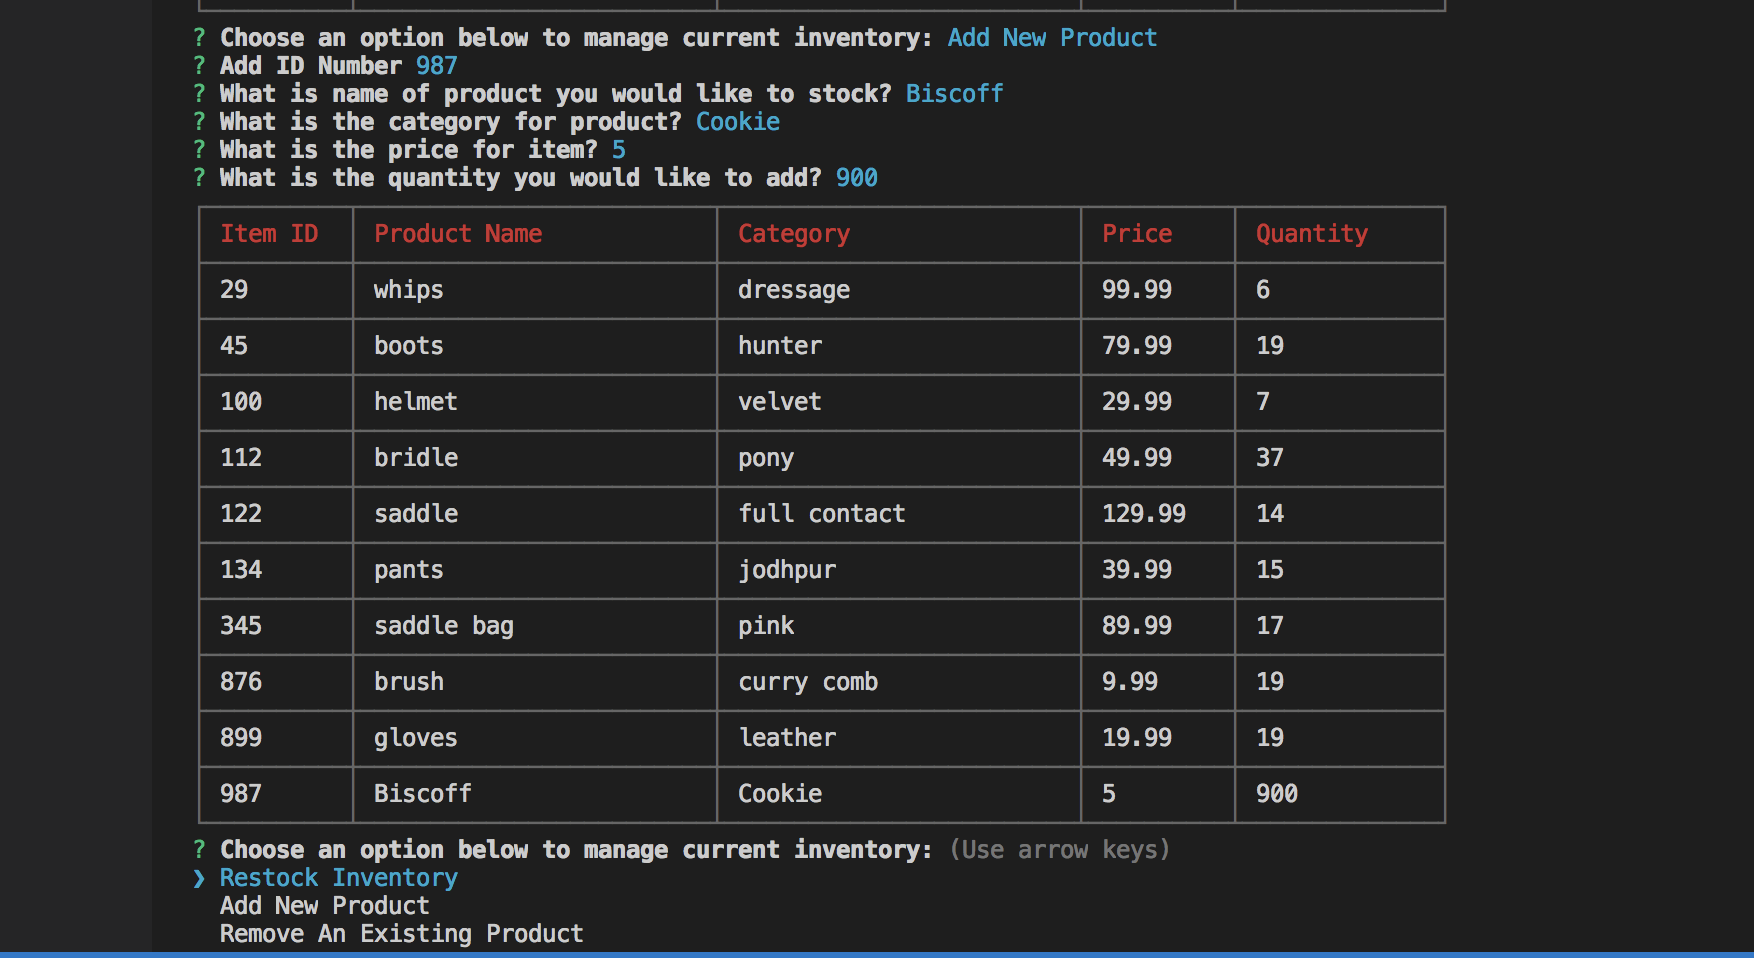 ? Choose an option below to manage current inventory: Add New Product
? Add ID Number 987
? What is name of product you would like to stock? Biscoff
? What is the category for product? Cookie
? What is the price for item? 5
? What is the quantity you would like to add? 900
Item ID Product Name Category Price Quantity
29 whips dressage 99.99 6
45 boots hunter 79.99 19
100 helmet velvet 29.99 7
112 bridle pony 49.99 37
122 saddle full contact 129.99 14
134 pants jodhpur 39.99 15
345 saddle bag pink 89.99 17
876 brush curry comb 9.99 19
899 gloves leather 19.99 19
987 Biscoff Cookie 5 900
? Choose an option below to manage current inventory: (Use arrow keys)
❯ Restock Inventory
Add New Product
Remove An Existing Product